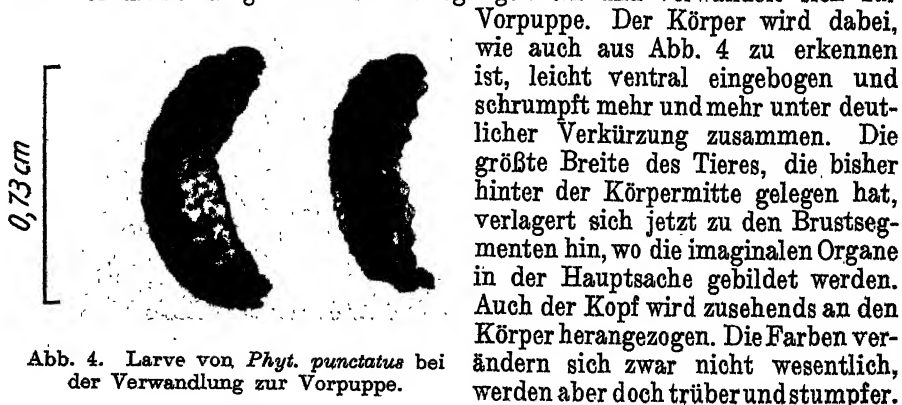 Vorpuppe. Der Körper wird dabei,
wie auch aus Abb. 4 zu erkennen
ist, leicht ventral eingebogen und
schrumpft mehr und mehr unter deut-
licher Verkürzung zusammen. Die
größte Breite des Tieres, die bisher
hinter der Körpermitte gelegen hat,
verlagert sich jetzt zu den Brustseg-
menten hin, wo die imaginalen Organe
in der Hauptsache gebildet werden.
Auch der Kopf wird zusehends an den
Körper herangezogen. Die Farben ver-
ändern sich zwar nicht wesentlich,
werden aber doch trüber und stumpfer.
0,73 cm
Abb. 4. Larve von Phyt. punctatus bei
der Verwandlung zur Vorpuppe.